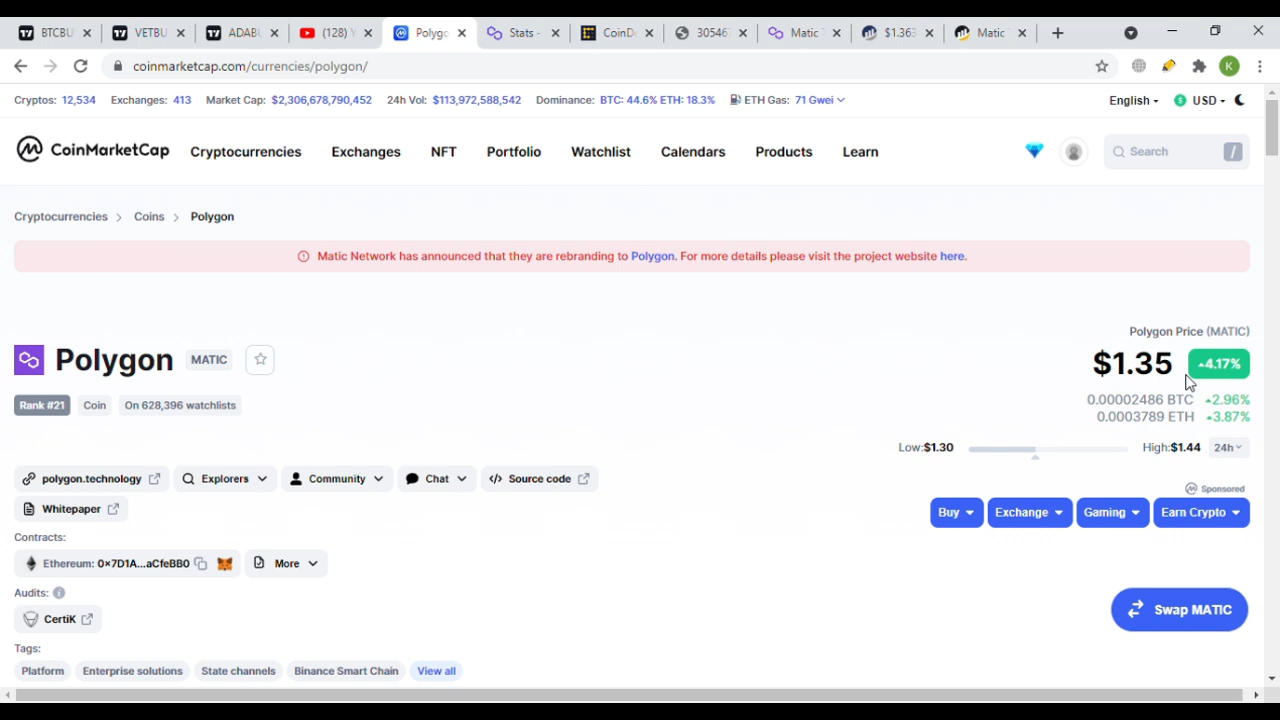 BTCBU VETBU ADABU (128) Y Polygo Stats - CoinDe 30546 Matic $1.363 Matic
coinmarketcap.com/currencies/polygon/ K
Cryptos: 12,534 Exchanges: 413 Market Cap: $2,306,678,790,452 24h Vol: $113,972,588,542 Dominance: BTC: 44.6% ETH: 18.3% ETH Gas: 71 Gwei English USD
CoinMarketCap Cryptocurrencies Exchanges NFT Portfolio Watchlist Calendars Products Learn Search /
Cryptocurrencies > Coins > Polygon
Matic Network has announced that they are rebranding to Polygon. For more details please visit the project website here.
Polygon Price (MATIC)
Polygon MATIC $1.35 4.17%
0.00002486 BTC 2.96%
Rank #21 Coin On 628,396 watchlists
0.0003789 ETH 3.87%
Low:$1.30 High:$1.44 24h
polygon.technology Explorers Community Chat </> Source code
Sponsored
Whitepaper Buy Exchange Gaming Earn Crypto
Contracts:
Ethereum: 0x7D1A...aCfeBB0 More
Audits:
CertiK Swap MATIC
Tags:
Platform Enterprise solutions State channels Binance Smart Chain View all